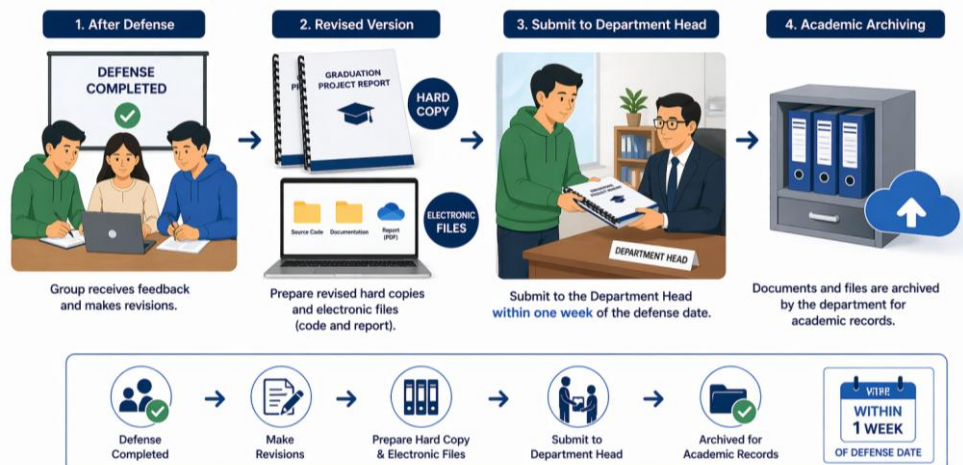 1. After Defense
2. Revised Version
3. Submit to Department Head
4. Academic Archiving
DEFENSE
COMPLETED
GRADUATION
PROJECT REPORT
HARD
COPY
Source Code
Documentation
Report
(PDF)
ELECTRONIC
FILES
DEPARTMENT HEAD
Group receives feedback
and makes revisions.
Prepare revised hard copies
and electronic files
(code and report).
Submit to the Department Head
within one week of the defense date.
Documents and files are archived
by the department for
academic records.
Defense
Completed
Make
Revisions
Prepare Hard Copy
& Electronic Files
Submit to
Department Head
Archived for
Academic Records
WITHIN
1 WEEK
OF DEFENSE DATE